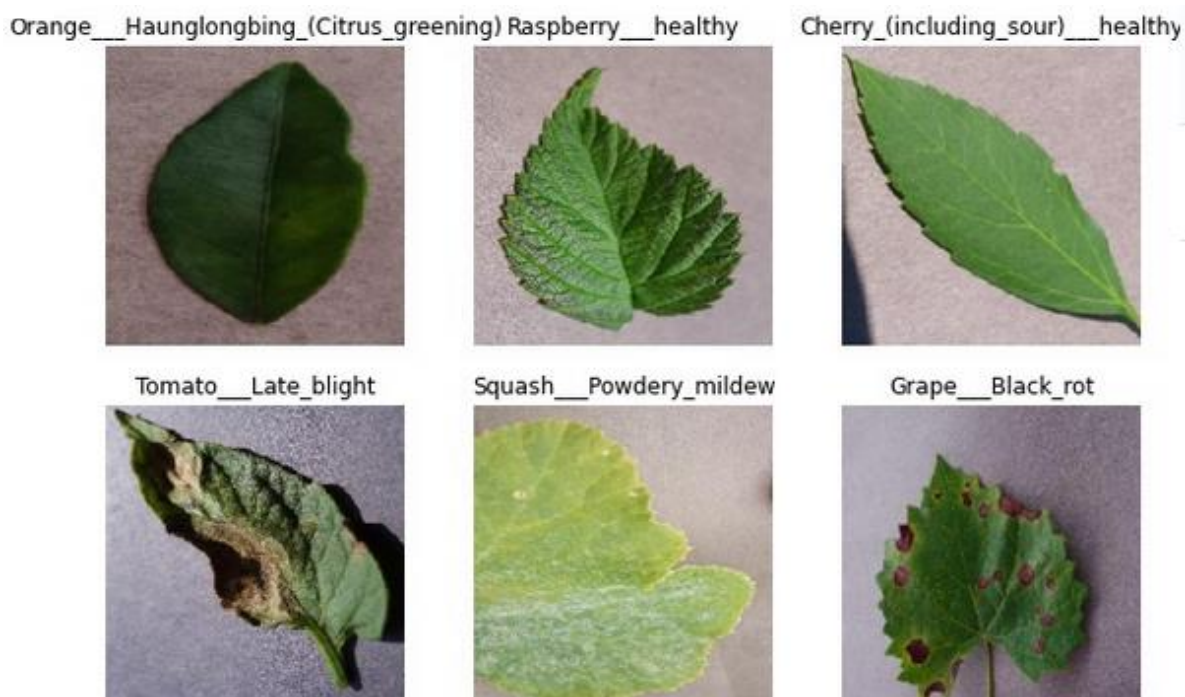 Orange___Haunglongbing_(Citrus_greening) Raspberry___healthy Cherry_(including_sour)___healthy
Tomato___Late_blight Squash___Powdery_mildew Grape___Black_rot